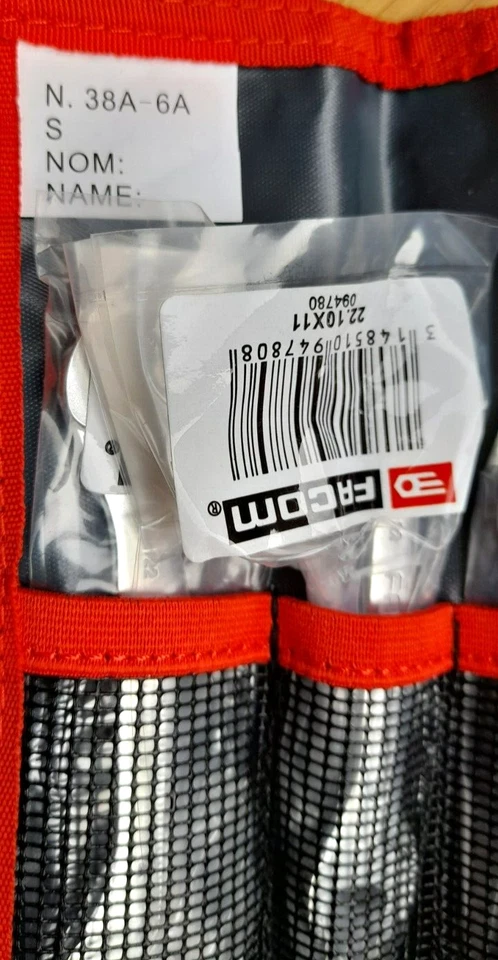 N. 38A-6A
S
NOM:
NAME:
FACOM®
3 148510 947808
22.10X11
094780